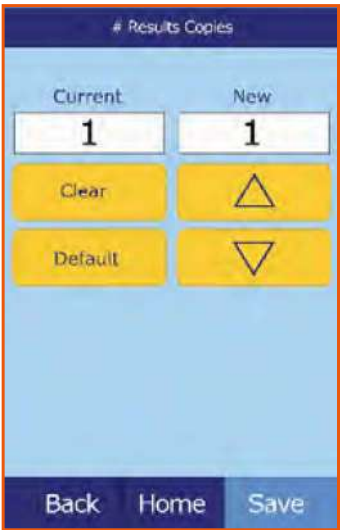 # Results Copies
Current New
1 1
Clear
Default
Back Home Save